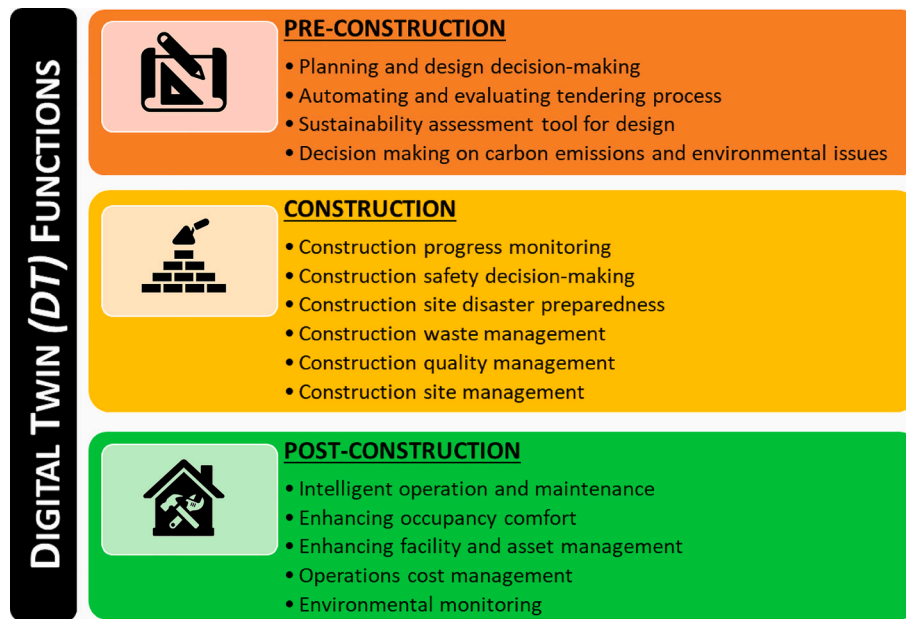 DIGITAL TWIN (DT) FUNCTIONS
PRE-CONSTRUCTION
• Planning and design decision-making
• Automating and evaluating tendering process
• Sustainability assessment tool for design
• Decision making on carbon emissions and environmental issues
CONSTRUCTION
• Construction progress monitoring
• Construction safety decision-making
• Construction site disaster preparedness
• Construction waste management
• Construction quality management
• Construction site management
POST-CONSTRUCTION
• Intelligent operation and maintenance
• Enhancing occupancy comfort
• Enhancing facility and asset management
• Operations cost management
• Environmental monitoring